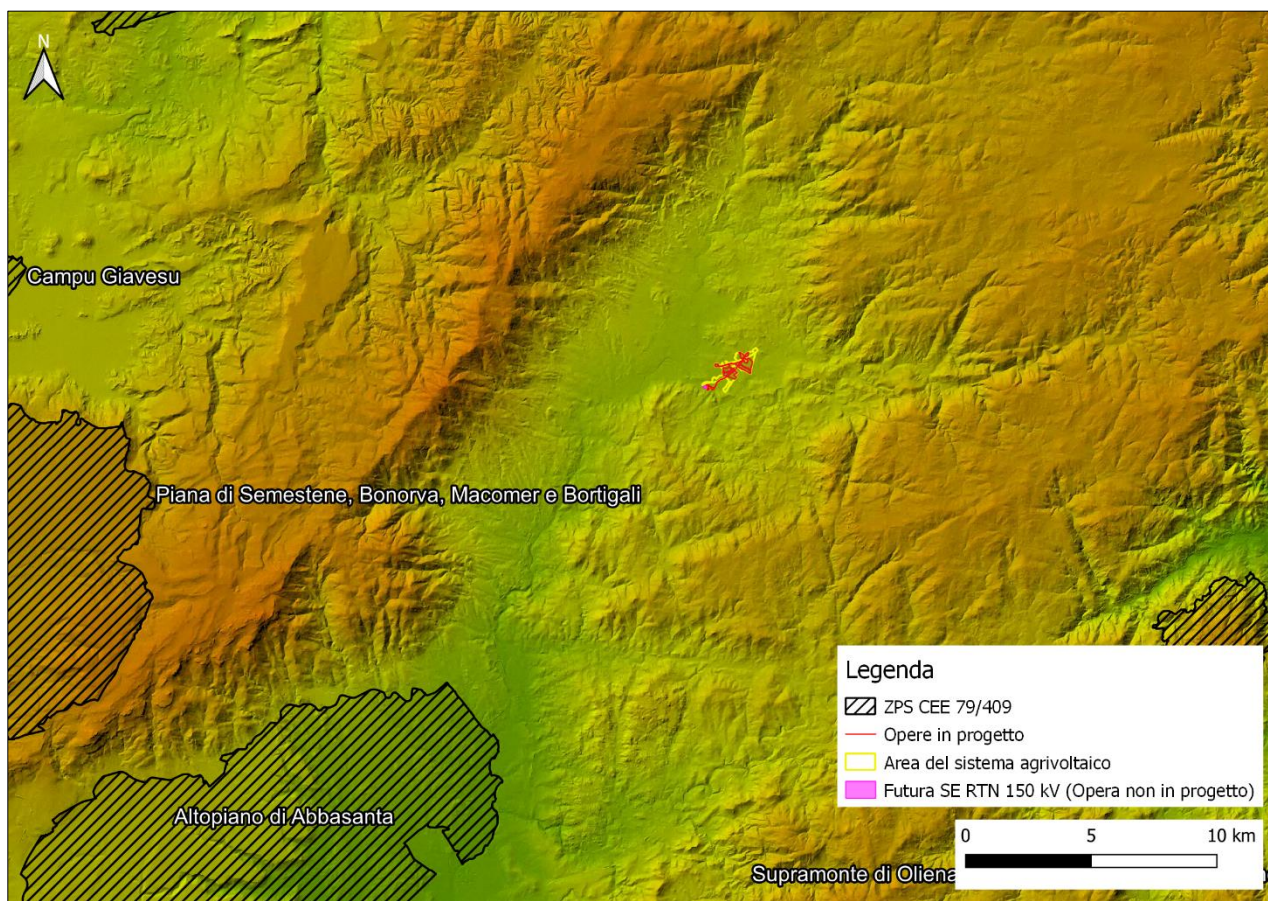 N
Campu Giavesu
Piana di Semestene, Bonorva, Macomer e Bortigali
Altopiano di Abbasanta
Supramonte di Oliena
Legenda
ZPS CEE 79/409
Opere in progetto
Area del sistema agrivoltaico
Futura SE RTN 150 kV (Opera non in progetto)
0 5 10 km